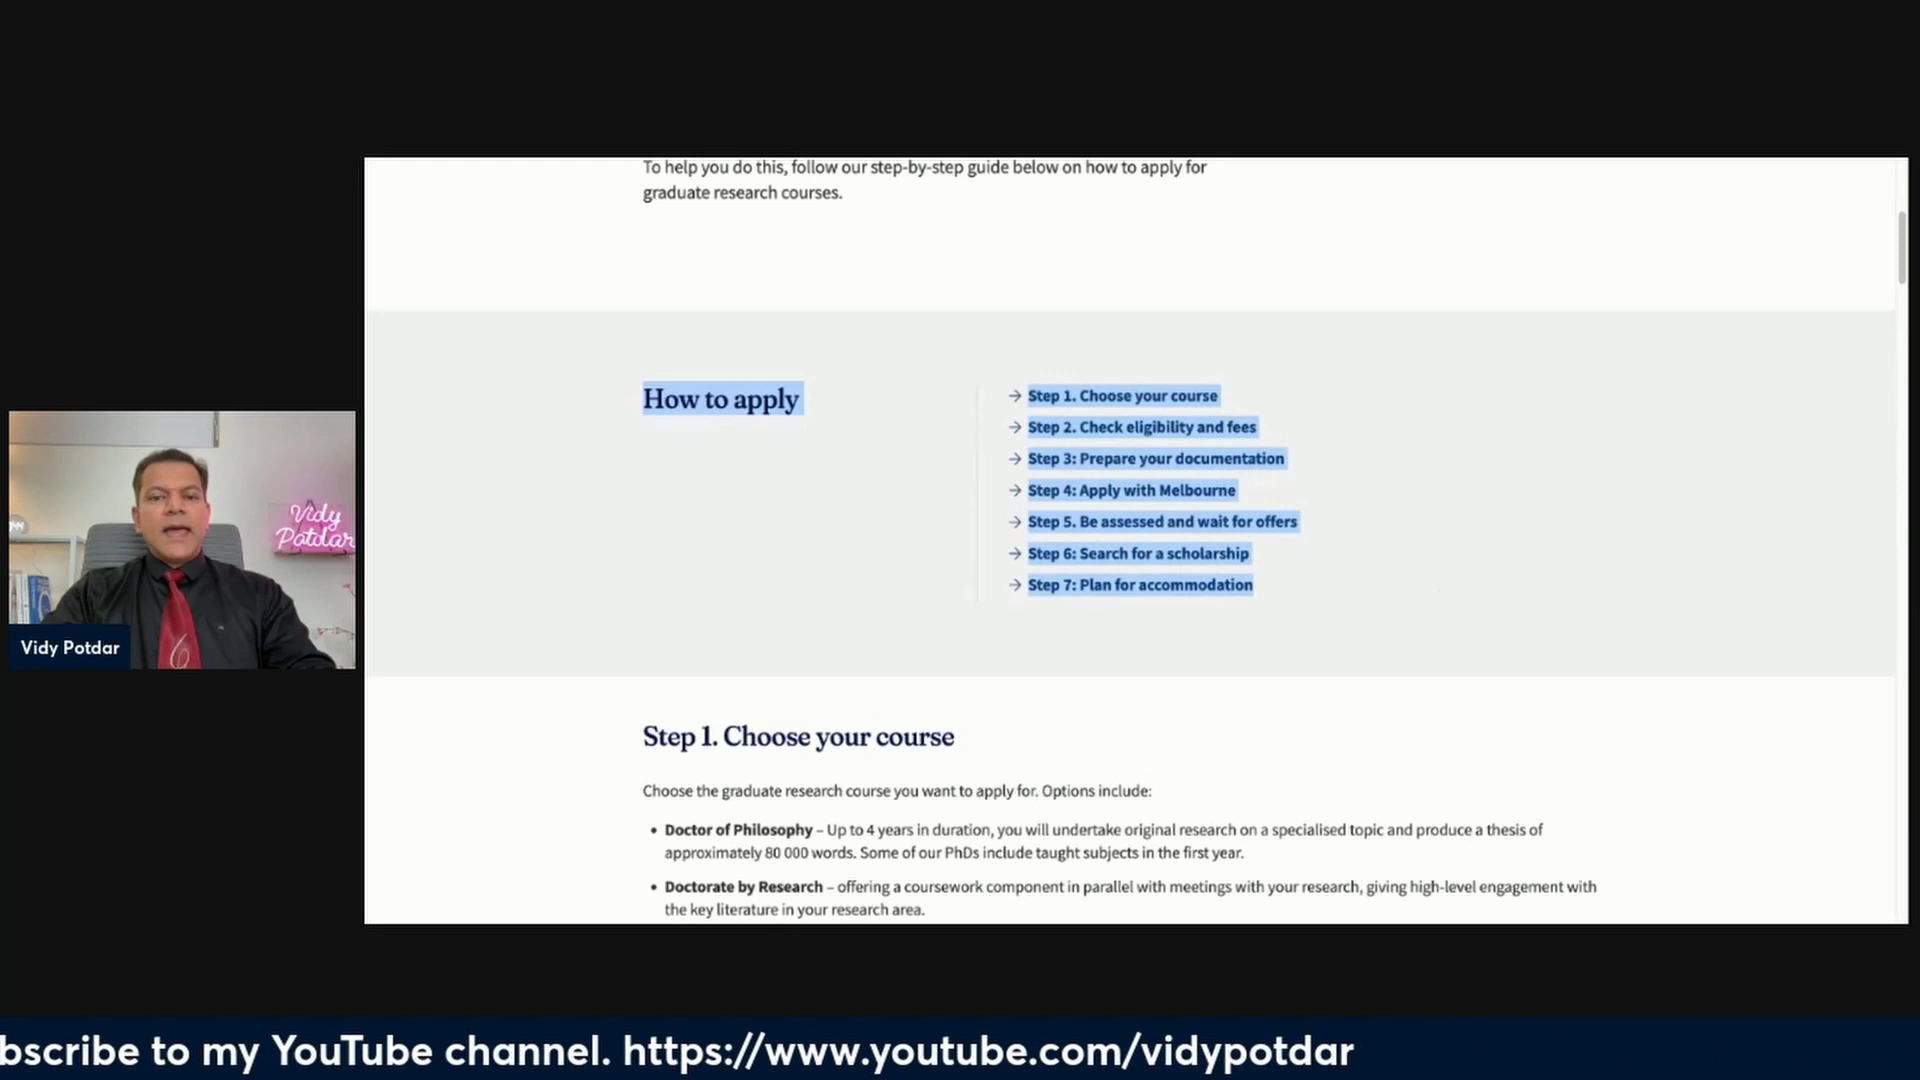 To help you do this, follow our step-by-step guide below on how to apply for
graduate research courses.
How to apply
Step 1. Choose your course
Step 2. Check eligibility and fees
Step 3: Prepare your documentation
Step 4: Apply with Melbourne
Step 5. Be assessed and wait for offers
Step 6: Search for a scholarship
Step 7: Plan for accommodation
Vidy
Potdar
Vidy Potdar
Step 1. Choose your course
Choose the graduate research course you want to apply for. Options include:
• Doctor of Philosophy – Up to 4 years in duration, you will undertake original research on a specialised topic and produce a thesis of
approximately 80 000 words. Some of our PhDs include taught subjects in the first year.
• Doctorate by Research – offering a coursework component in parallel with meetings with your research, giving high-level engagement with
the key literature in your research area.
bscribe to my YouTube channel. https://www.youtube.com/vidypotdar